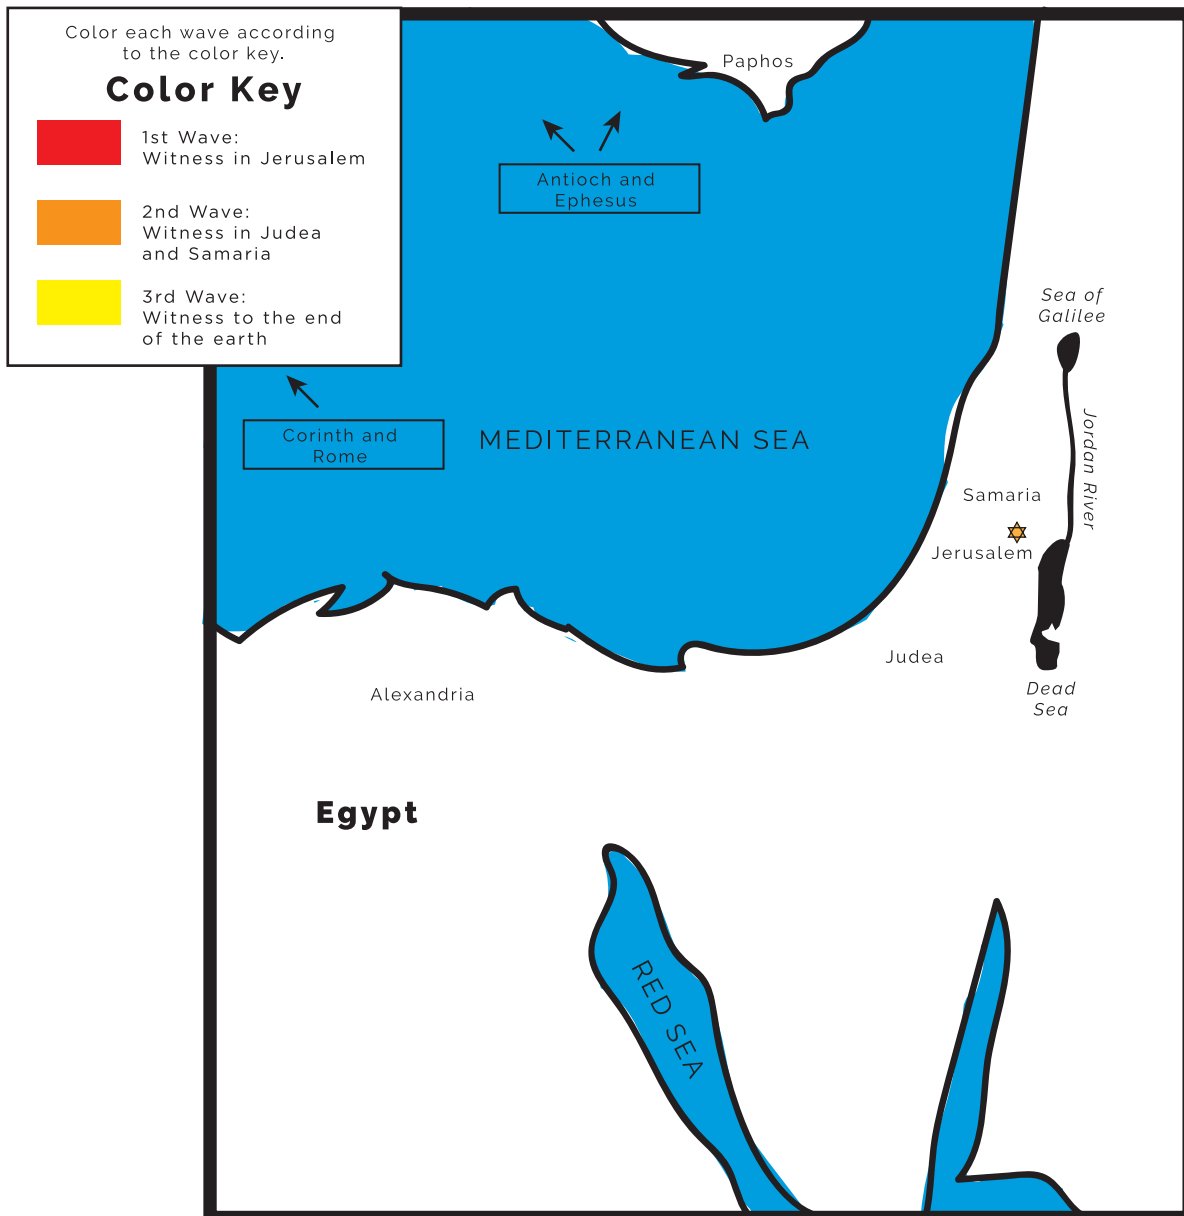 Color each wave according
to the color key.
Color Key
1st Wave:
Witness in Jerusalem
2nd Wave:
Witness in Judea
and Samaria
3rd Wave:
Witness to the end
of the earth
Paphos
Antioch and
Ephesus
Sea of
Galilee
Corinth and
Rome
MEDITERRANEAN SEA
Jordan River
Samaria
Jerusalem
Judea
Dead
Sea
Alexandria
Egypt
RED SEA